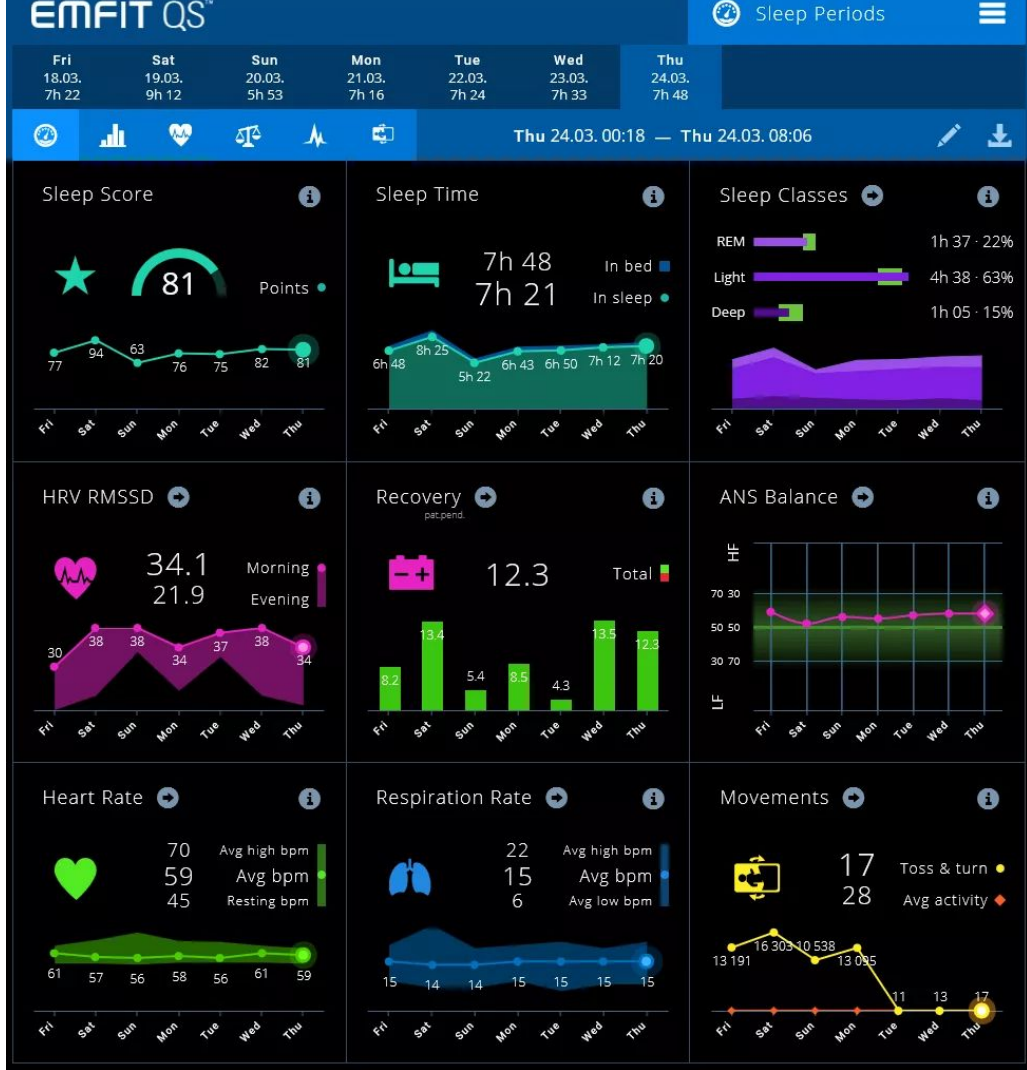 EMFIT QS™
Sleep Periods
Fri Sat Sun Mon Tue Wed Thu
18.03. 19.03. 20.03. 21.03. 22.03. 23.03. 24.03.
7h 22 9h 12 5h 53 7h 16 7h 24 7h 33 7h 48
Thu 24.03. 00:18 — Thu 24.03. 08:06
Sleep Score
81
Points
77 94 63 76 75 82 81
Fri Sat Sun Mon Tue Wed Thu
Sleep Time
7h 48 In bed
7h 21 In sleep
6h 48 8h 25 5h 22 6h 43 6h 50 7h 12 7h 20
Fri Sat Sun Mon Tue Wed Thu
Sleep Classes
REM 1h 37 · 22%
Light 4h 38 · 63%
Deep 1h 05 · 15%
Fri Sat Sun Mon Tue Wed Thu
HRV RMSSD
34.1 Morning
21.9 Evening
30 38 38 34 37 38 34
Fri Sat Sun Mon Tue Wed Thu
Recovery
pat.pend.
12.3 Total
8.2 13.4 5.4 8.5 4.3 13.5 12.3
Fri Sat Sun Mon Tue Wed Thu
ANS Balance
HF
70 30
50 50
30 70
LF
Fri Sat Sun Mon Tue Wed Thu
Heart Rate
70 Avg high bpm
59 Avg bpm
45 Resting bpm
61 57 56 58 56 61 59
Fri Sat Sun Mon Tue Wed Thu
Respiration Rate
22 Avg high bpm
15 Avg bpm
6 Avg low bpm
15 14 14 15 15 15 15
Fri Sat Sun Mon Tue Wed Thu
Movements
17 Toss & turn
28 Avg activity
13 191 16 303 10 538 13 095 11 13 17
Fri Sat Sun Mon Tue Wed Thu